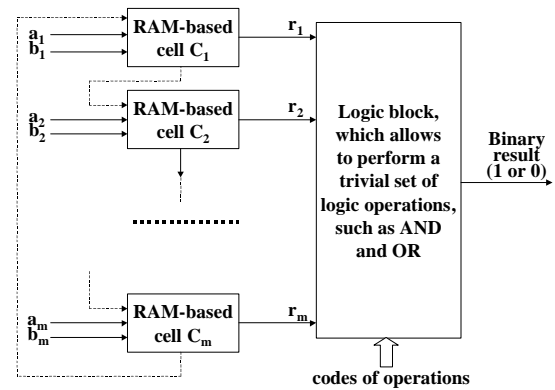 a1
b1
RAM-based
cell C1
r1
a2
b2
RAM-based
cell C2
r2
Logic block,
which allows
to perform a
trivial set of
logic operations,
such as AND
and OR
Binary
result
(1 or 0)
am
bm
RAM-based
cell Cm
rm
codes of operations